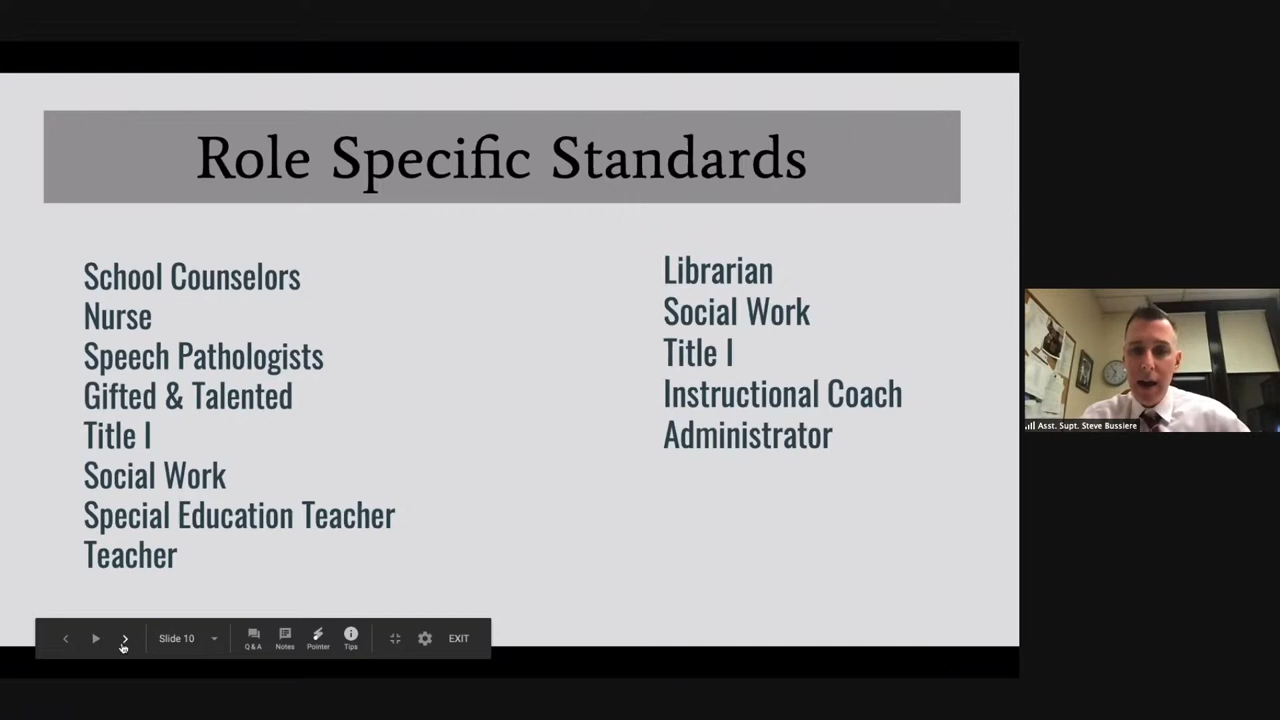 Role Specific Standards
School Counselors
Nurse
Speech Pathologists
Gifted & Talented
Title I
Social Work
Special Education Teacher
Teacher
Librarian
Social Work
Title I
Instructional Coach
Administrator
Asst. Supt. Steve Bussiere
Slide 10
Q&A
Notes
Pointer
Tips
EXIT